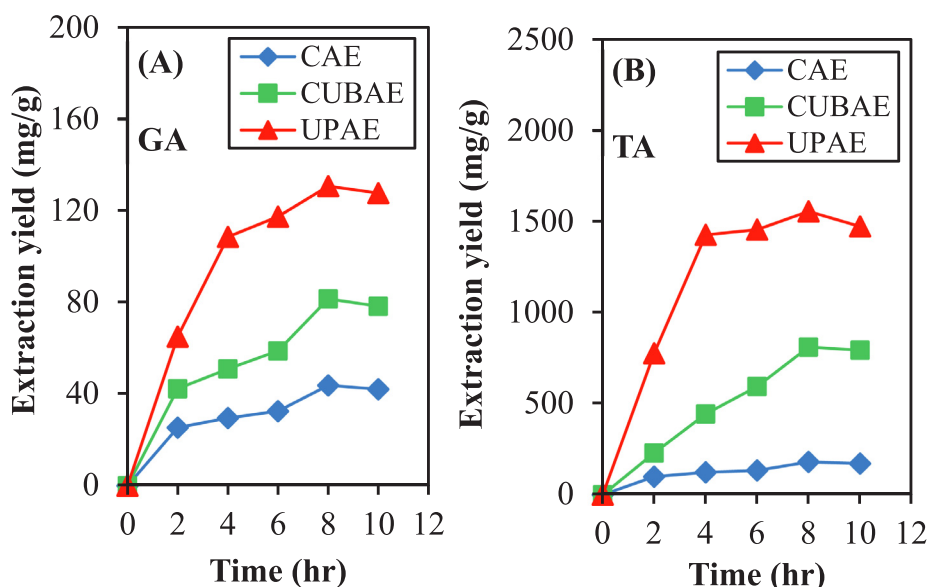 (A)
GA
CAE
CUBAE
UPAE
Extraction yield (mg/g)
200
160
120
80
40
0
0 2 4 6 8 10 12
Time (hr)
(B)
TA
CAE
CUBAE
UPAE
Extraction yield (mg/g)
2500
2000
1500
1000
500
0
0 2 4 6 8 10 12
Time (hr)